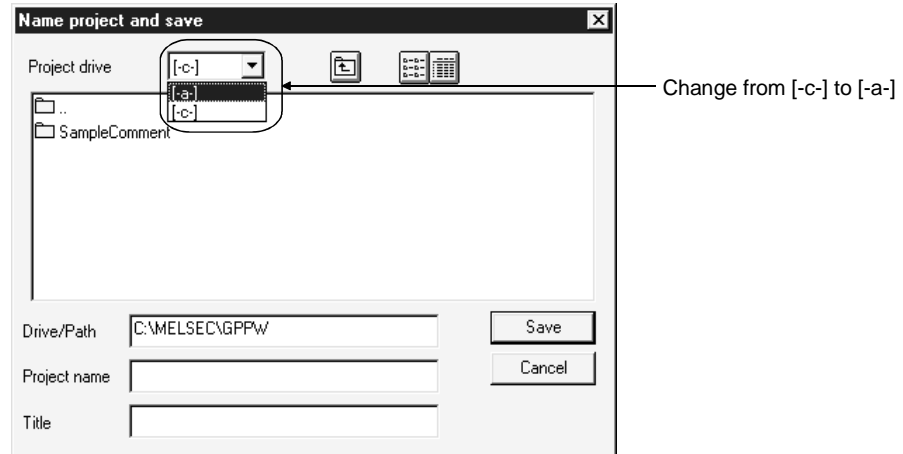 Name project and save
Project drive
[-c-]
[-a-]
[-c-]
Change from [-c-] to [-a-]
..
SampleComment
Drive/Path
C:\MELSEC\GPPW
Save
Project name
Cancel
Title